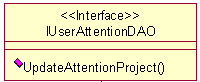 <<Interface>>
IUserAttentionDAO
UpdateAttentionProject()